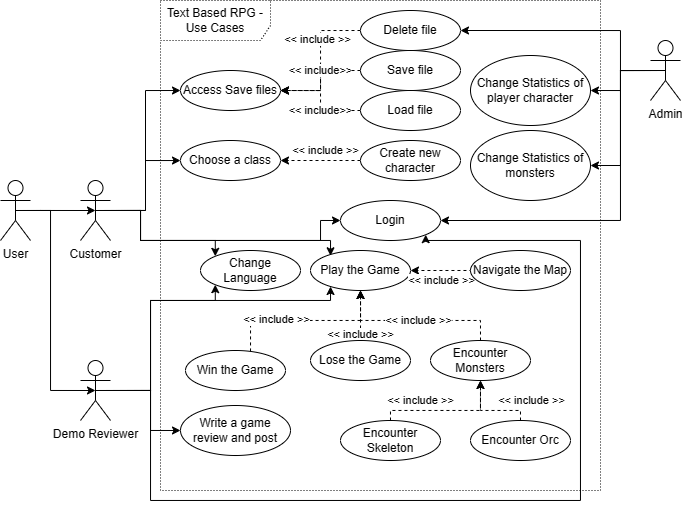 Text Based RPG -
Use Cases
Delete file
<< include >>
Access Save files
<< include>>
Save file
<< include>>
Load file
Change Statistics of
player character
Admin
Choose a class
<< include >>
Create new
character
Change Statistics of
monsters
User
Customer
Login
Change
Language
Play the Game
<< include >>
Navigate the Map
<< include >>
<< include >>
<< include >>
Win the Game
Lose the Game
Encounter
Monsters
<< include >>
<< include >>
Demo Reviewer
Write a game
review and post
Encounter
Skeleton
Encounter Orc